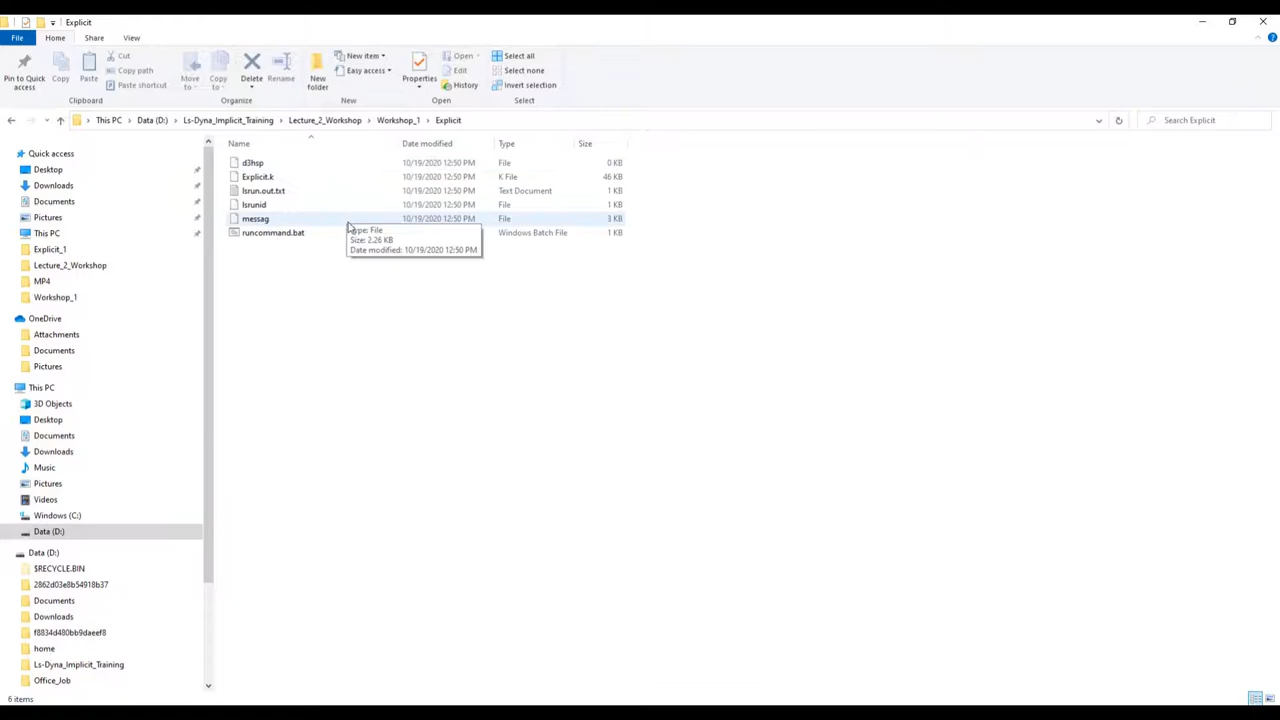 Explicit
File
Home
Share
View
Pin to Quick access
Copy
Paste
Cut
Copy path
Paste shortcut
Clipboard
Move to
Copy to
Delete
Rename
Organize
New folder
New item
Easy access
New
Properties
Open
Edit
History
Open
Select all
Select none
Invert selection
Select
This PC > Data (D:) > Ls-Dyna_Implicit_Training > Lecture_2_Workshop > Workshop_1 > Explicit
Search Explicit
Name Date modified Type Size
d3hsp 10/19/2020 12:50 PM File 0 KB
Explicit.k 10/19/2020 12:50 PM K File 46 KB
lsrun.out.txt 10/19/2020 12:50 PM Text Document 1 KB
lsrunid 10/19/2020 12:50 PM File 1 KB
messag 10/19/2020 12:50 PM File 3 KB
runcommand.bat Windows Batch File 1 KB
Type: File
Size: 2.26 KB
Date modified: 10/19/2020 12:50 PM
Quick access
Desktop
Downloads
Documents
Pictures
This PC
Explicit_1
Lecture_2_Workshop
MP4
Workshop_1
OneDrive
Attachments
Documents
Pictures
This PC
3D Objects
Desktop
Documents
Downloads
Music
Pictures
Videos
Windows (C:)
Data (D:)
Data (D:)
$RECYCLE.BIN
2862d03e8b54918b37
Documents
Downloads
f8834d480bb9daeef8
home
Ls-Dyna_Implicit_Training
Office_Job
6 items